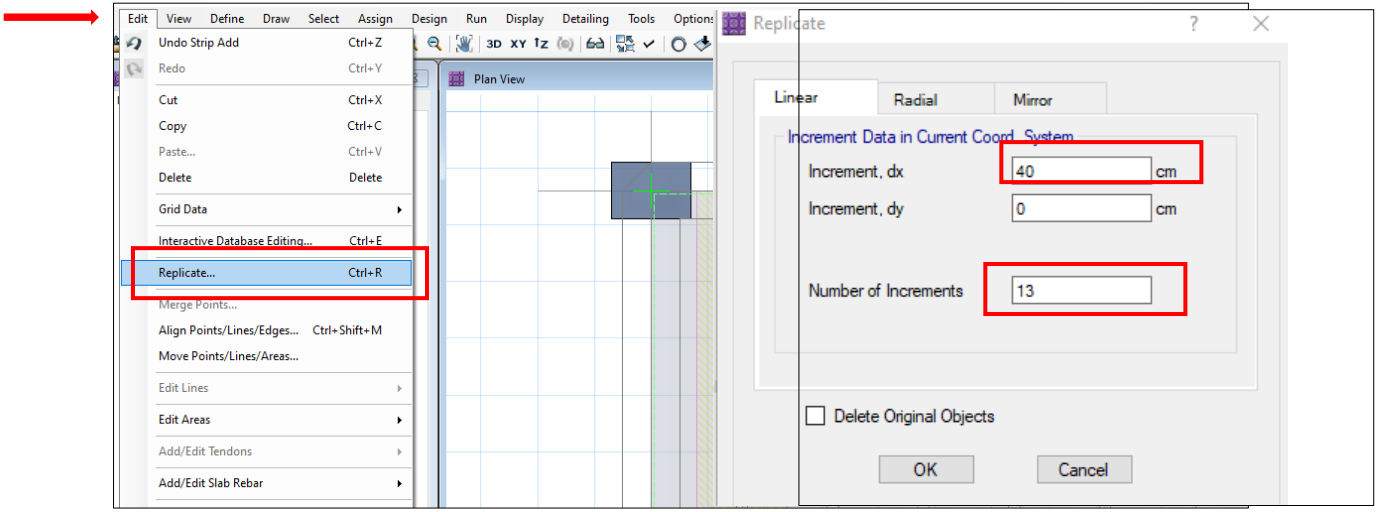 Edit View Define Draw Select Assign Design Run Display Detailing Tools Options
Undo Strip Add Ctrl+Z
Redo Ctrl+Y
Cut Ctrl+X
Copy Ctrl+C
Paste... Ctrl+V
Delete Delete
Grid Data
Interactive Database Editing... Ctrl+E
Replicate... Ctrl+R
Merge Points...
Align Points/Lines/Edges... Ctrl+Shift+M
Move Points/Lines/Areas...
Edit Lines
Edit Areas
Add/Edit Tendons
Add/Edit Slab Rebar
3D XY
Plan View
Replicate ?
Linear Radial Mirror
Increment Data in Current Coord. System
Increment, dx 40 cm
Increment, dy 0 cm
Number of Increments 13
Delete Original Objects
OK Cancel